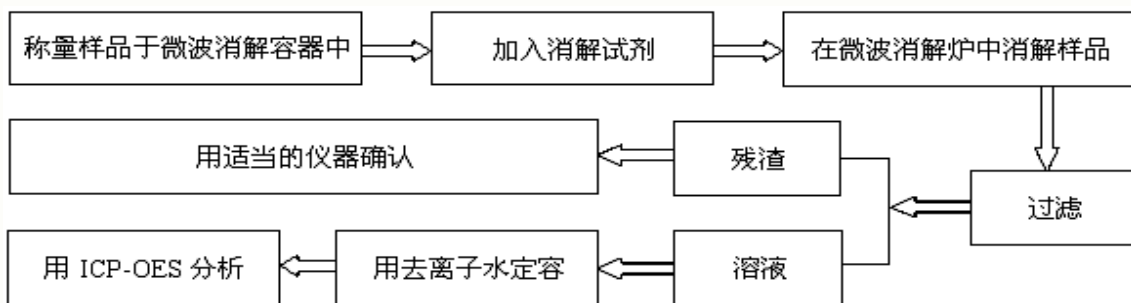 称量样品于微波消解容器中
加入消解试剂
在微波消解炉中消解样品
用适当的仪器确认
残渣
过滤
用 ICP-OES 分析
用去离子水定容
溶液